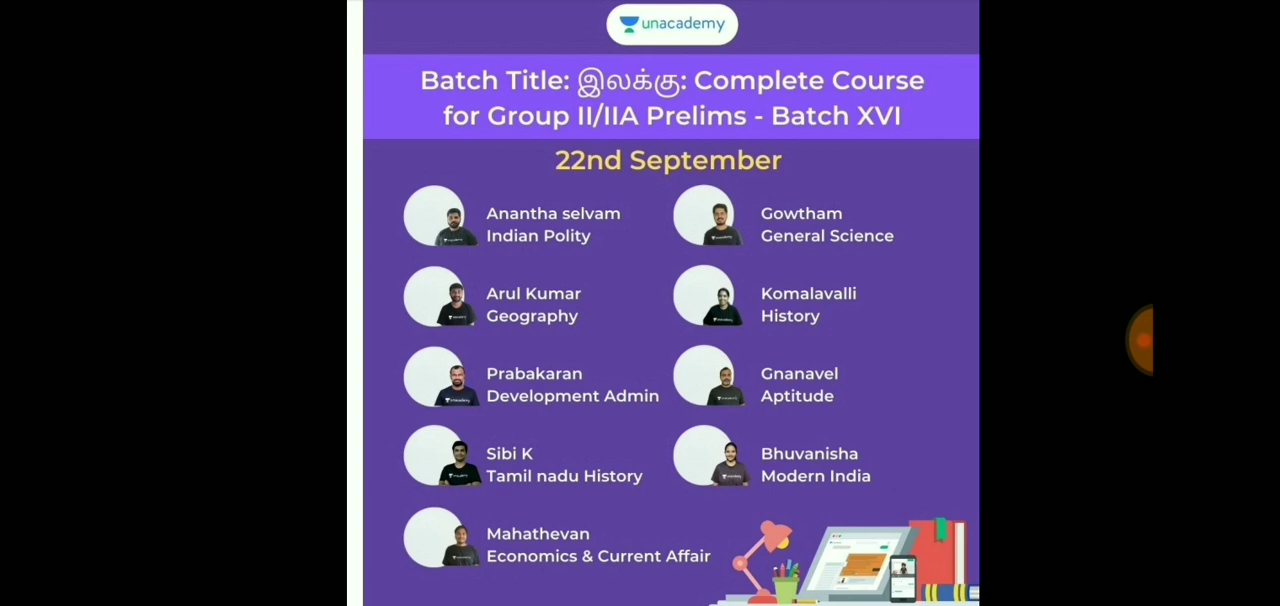 unacademy
Batch Title: இலக்கு: Complete Course
for Group II/IIA Prelims - Batch XVI
22nd September
Anantha selvam
Indian Polity
Gowtham
General Science
Arul Kumar
Geography
Komalavalli
History
Prabakaran
Development Admin
Gnanavel
Aptitude
Sibi K
Tamil nadu History
Bhuvanisha
Modern India
Mahathevan
Economics & Current Affair